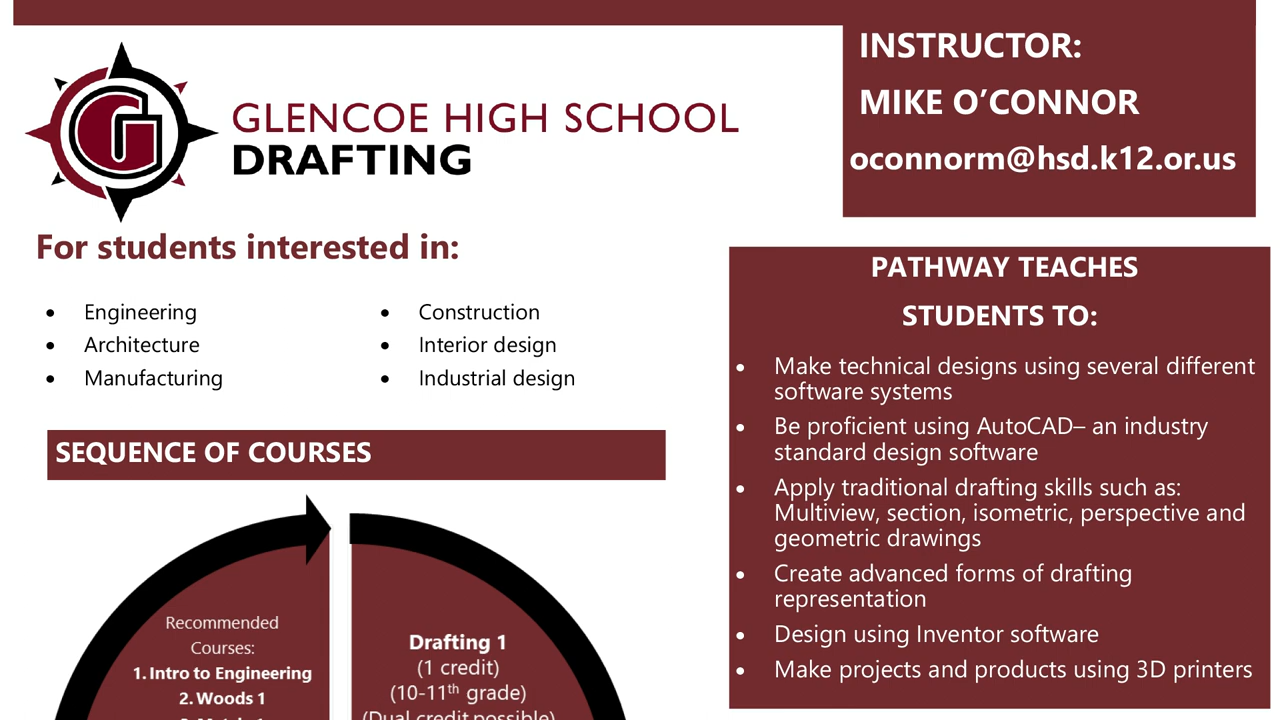 INSTRUCTOR:
MIKE O’CONNOR
oconnorm@hsd.k12.or.us
G
GLENCOE HIGH SCHOOL
DRAFTING
For students interested in:
• Engineering
• Architecture
• Manufacturing
• Construction
• Interior design
• Industrial design
SEQUENCE OF COURSES
Recommended
Courses:
1. Intro to Engineering
2. Woods 1
Drafting 1
(1 credit)
(10-11th grade)
(Dual credit possible)
PATHWAY TEACHES
STUDENTS TO:
• Make technical designs using several different
software systems
• Be proficient using AutoCAD– an industry
standard design software
• Apply traditional drafting skills such as:
Multiview, section, isometric, perspective and
geometric drawings
• Create advanced forms of drafting
representation
• Design using Inventor software
• Make projects and products using 3D printers